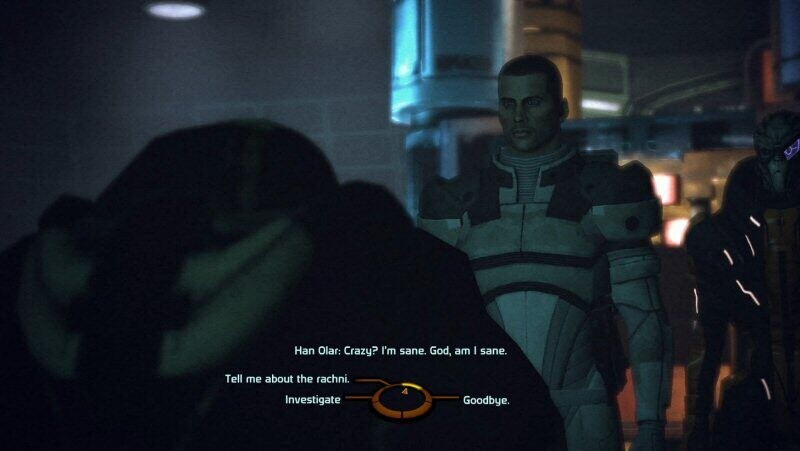 Han Olar: Crazy? I'm sane. God, am I sane.
Tell me about the rachni.
Investigate
Goodbye.